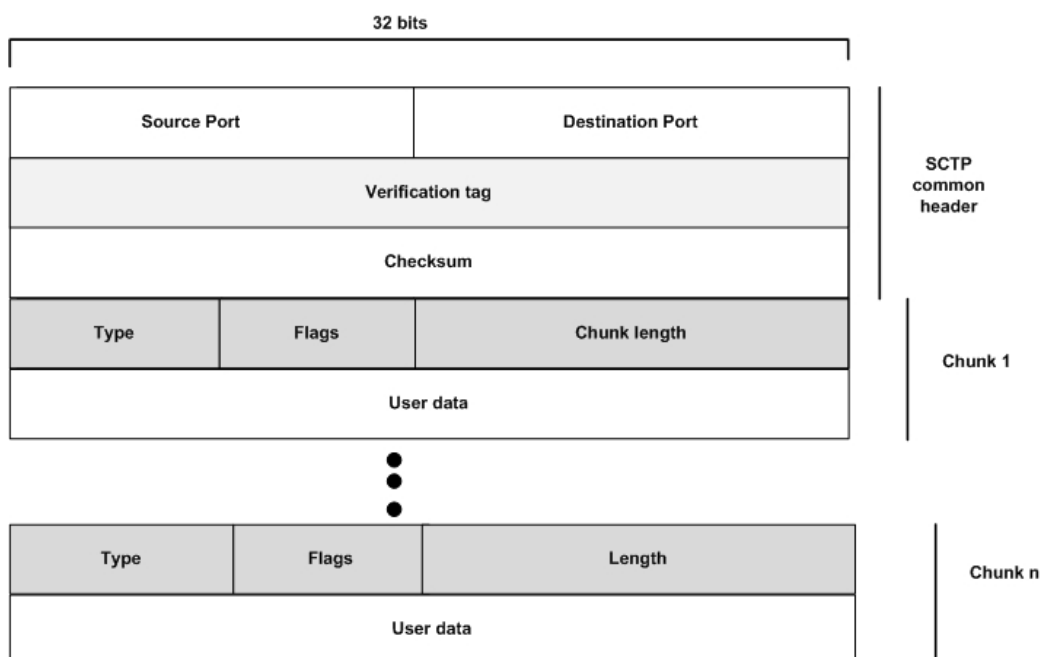 32 bits
Source Port
Destination Port
SCTP
common
header
Verification tag
Checksum
Type
Flags
Chunk length
Chunk 1
User data
Type
Flags
Length
Chunk n
User data